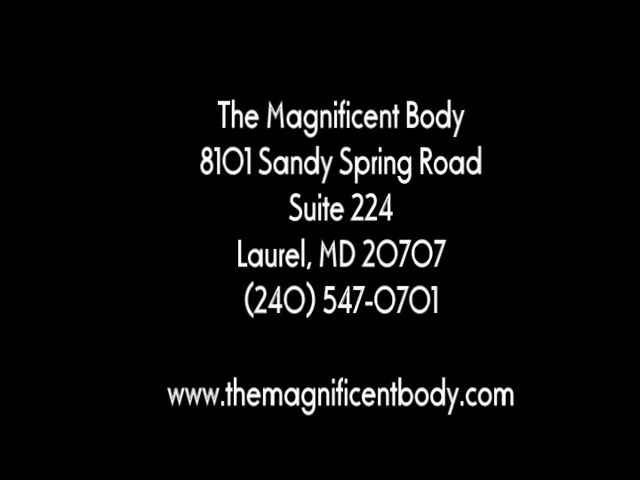 The Magnificent Body
8101 Sandy Spring Road
Suite 224
Laurel, MD 20707
(240) 547-0701
www.themagnificentbody.com